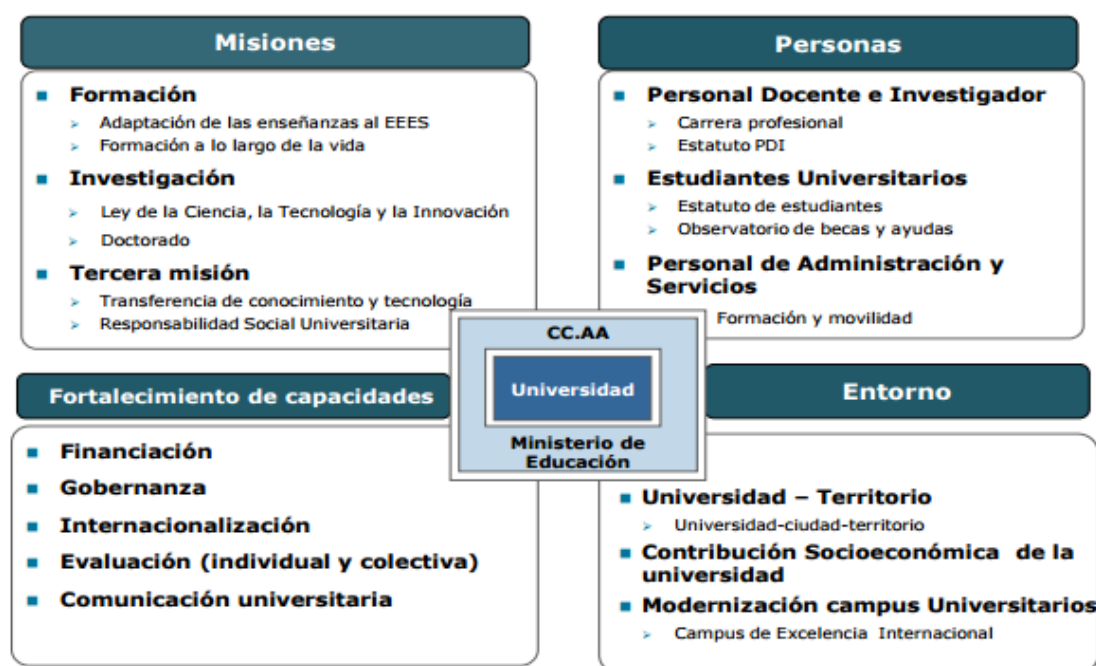 Misiones
Formación
Adaptación de las enseñanzas al EEES
Formación a lo largo de la vida
Investigación
Ley de la Ciencia, la Tecnología y la Innovación
Doctorado
Tercera misión
Transferencia de conocimiento y tecnología
Responsabilidad Social Universitaria
Personas
Personal Docente e Investigador
Carrera profesional
Estatuto PDI
Estudiantes Universitarios
Estatuto de estudiantes
Observatorio de becas y ayudas
Personal de Administración y
Servicios
Formación y movilidad
CC.AA
Universidad
Ministerio de
Educación
Fortalecimiento de capacidades
Financiación
Gobernanza
Internacionalización
Evaluación (individual y colectiva)
Comunicación universitaria
Entorno
Universidad – Territorio
Universidad-ciudad-territorio
Contribución Socioeconómica de la
universidad
Modernización campus Universitarios
Campus de Excelencia Internacional